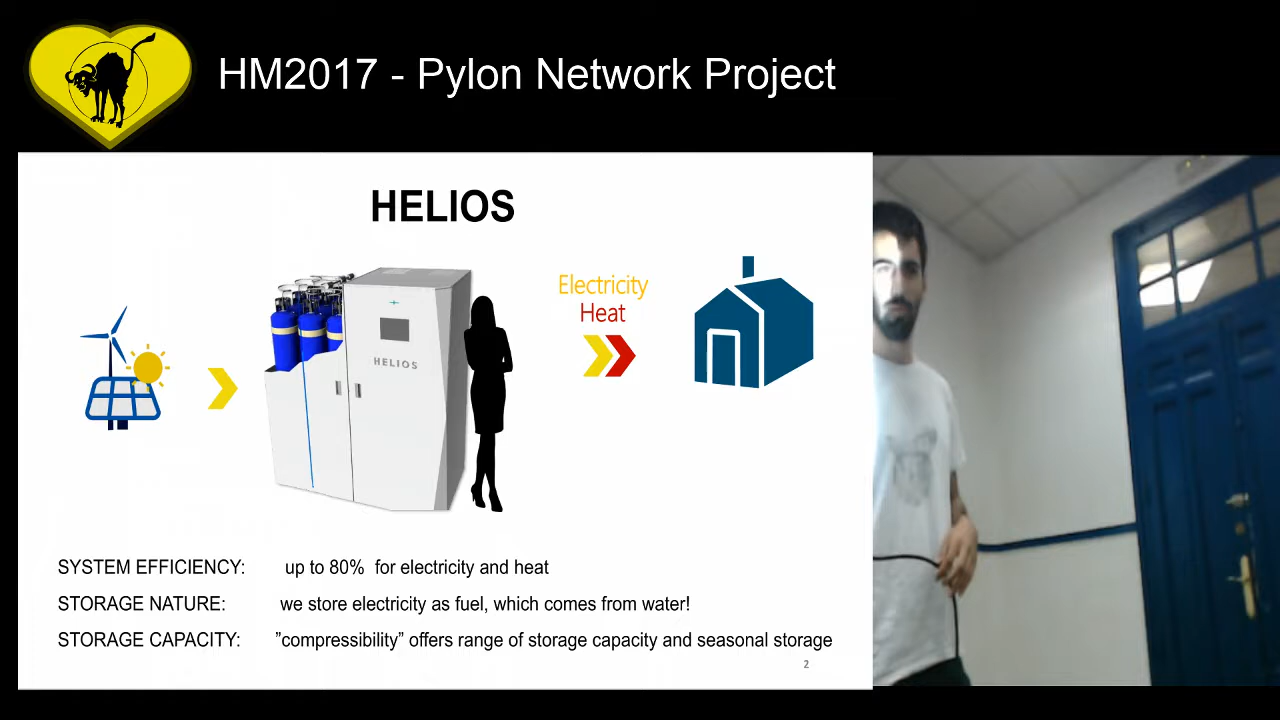 HM2017 - Pylon Network Project
HELIOS
Electricity
Heat
HELIOS
SYSTEM EFFICIENCY: up to 80% for electricity and heat
STORAGE NATURE: we store electricity as fuel, which comes from water!
STORAGE CAPACITY: ”compressibility” offers range of storage capacity and seasonal storage
2